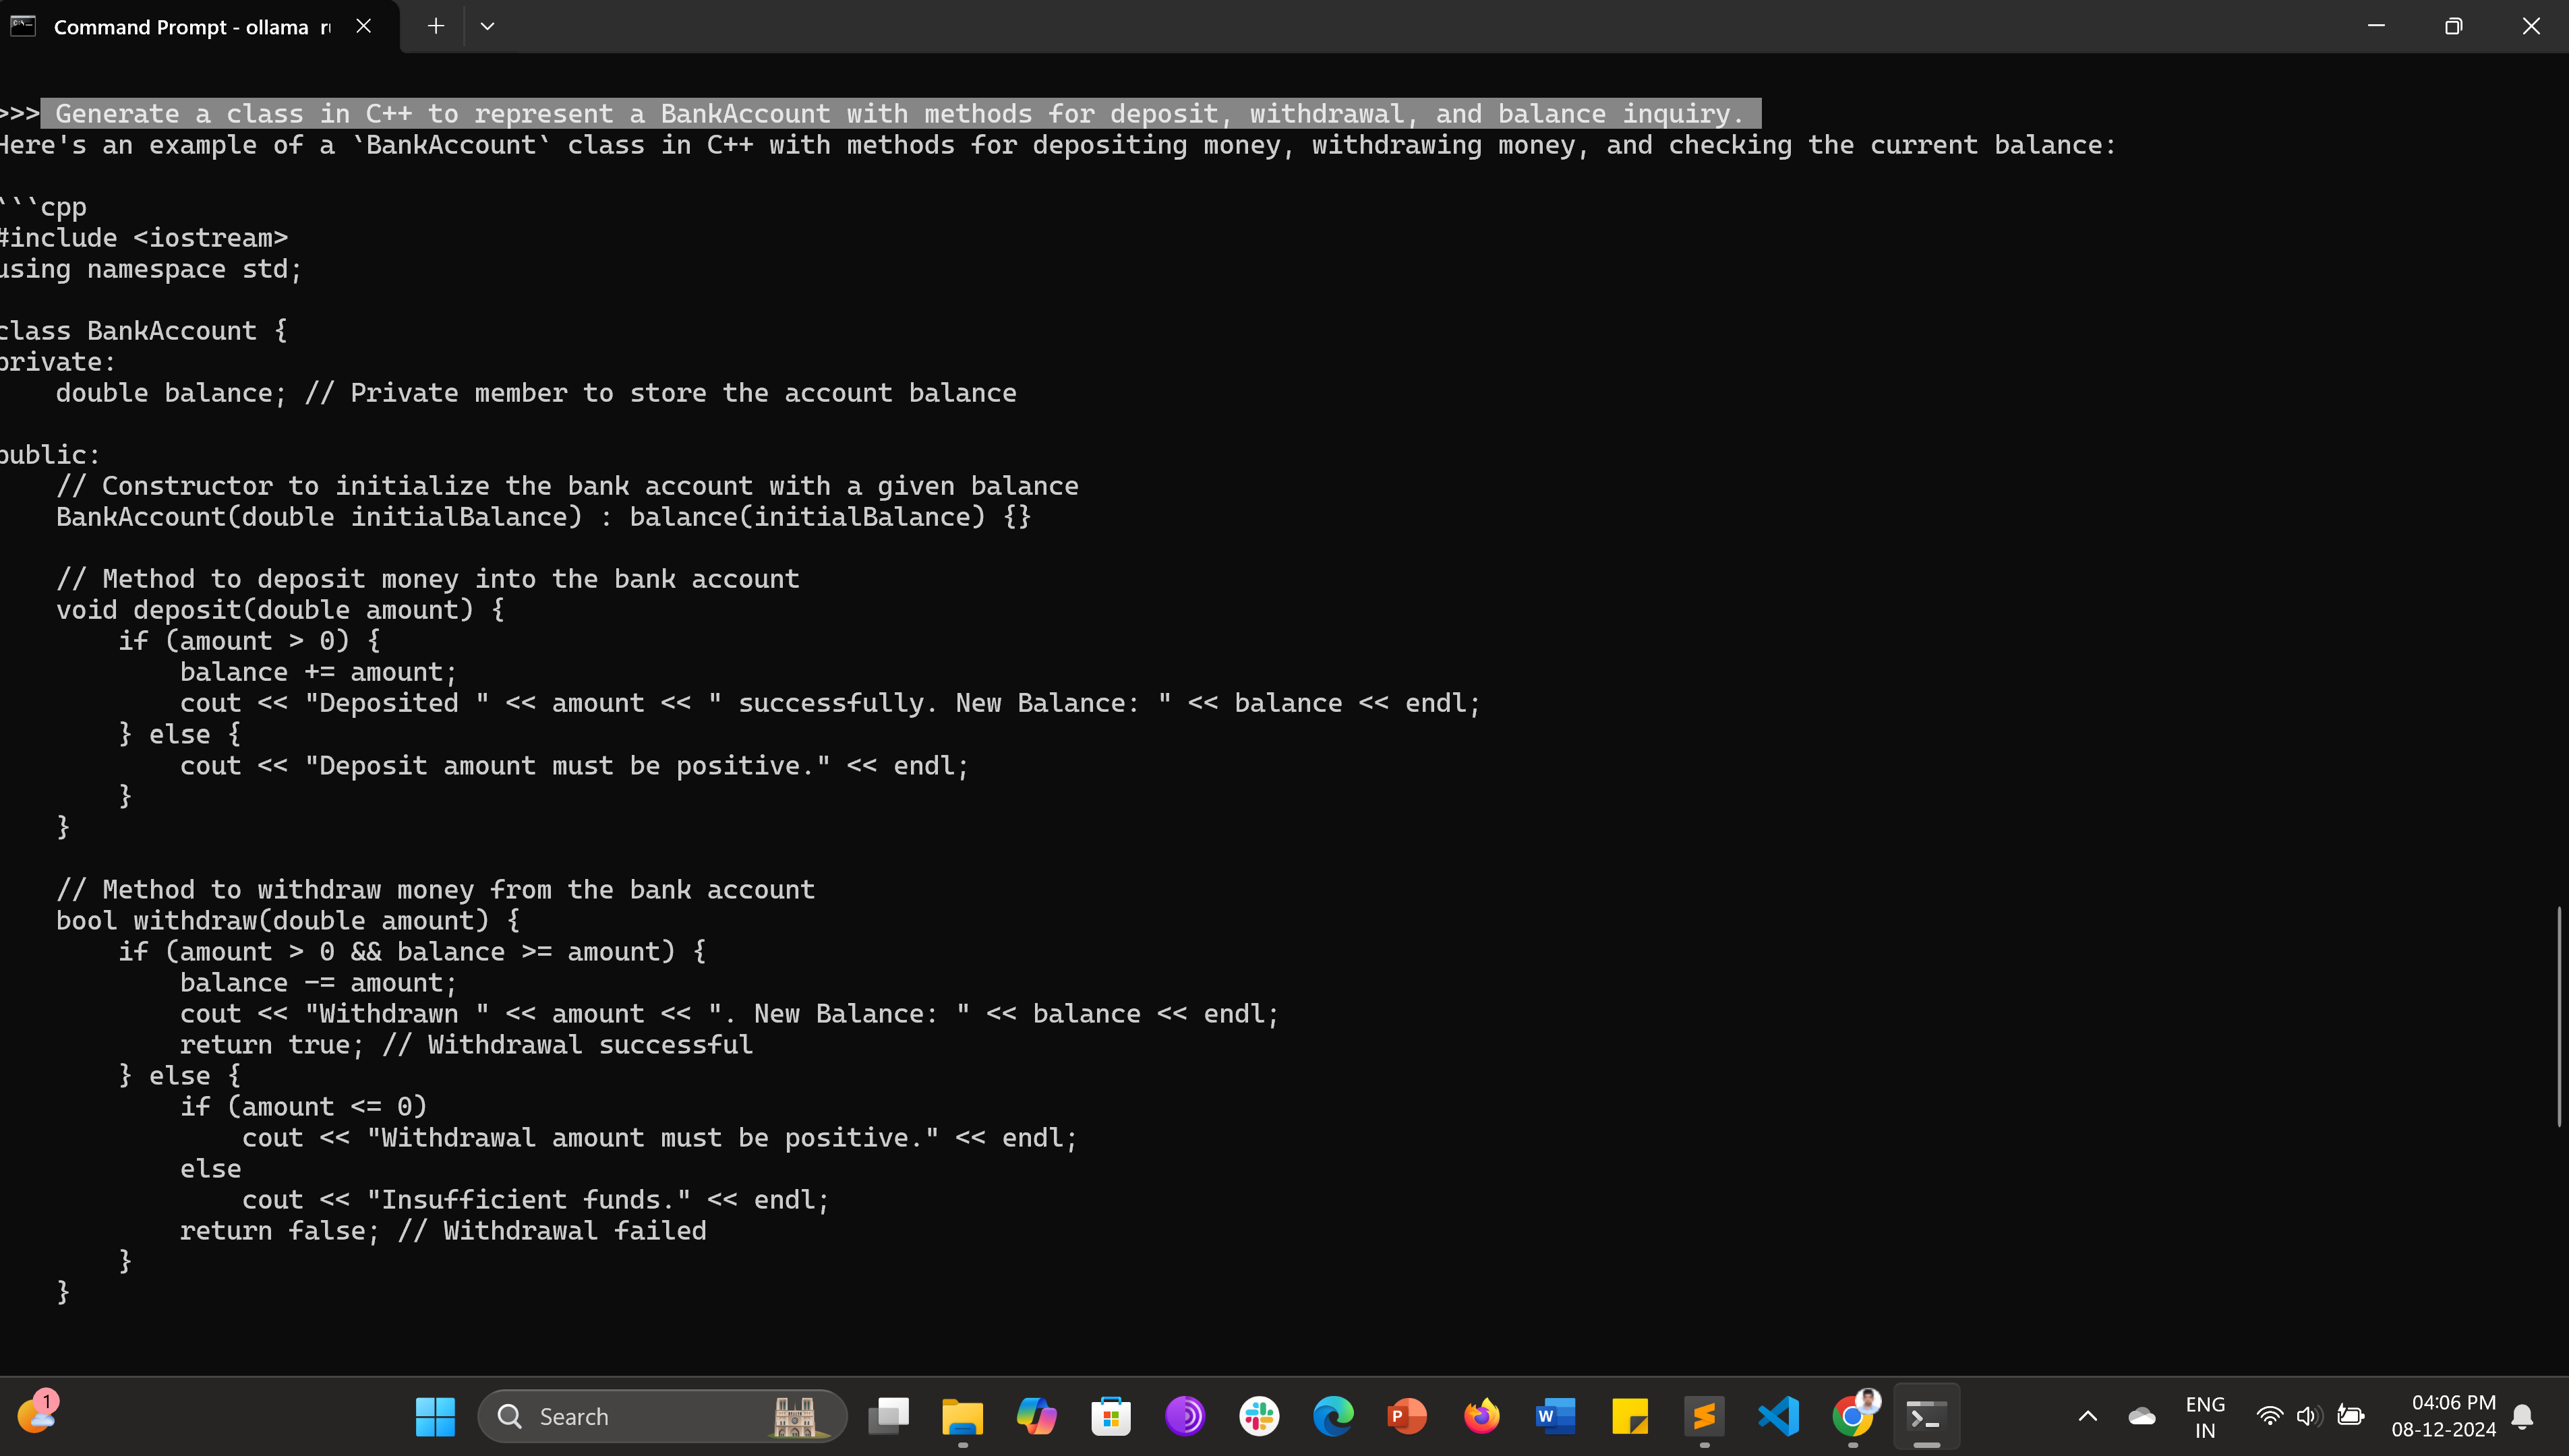 Command Prompt - ollama
>>> Generate a class in C++ to represent a BankAccount with methods for deposit, withdrawal, and balance inquiry.
Here's an example of a `BankAccount` class in C++ with methods for depositing money, withdrawing money, and checking the current balance:
```cpp
#include <iostream>
using namespace std;
class BankAccount {
private:
    double balance; // Private member to store the account balance
public:
    // Constructor to initialize the bank account with a given balance
    BankAccount(double initialBalance) : balance(initialBalance) {}
    // Method to deposit money into the bank account
    void deposit(double amount) {
        if (amount > 0) {
            balance += amount;
            cout << "Deposited " << amount << " successfully. New Balance: " << balance << endl;
        } else {
            cout << "Deposit amount must be positive." << endl;
        }
    }
    // Method to withdraw money from the bank account
    bool withdraw(double amount) {
        if (amount > 0 && balance >= amount) {
            balance -= amount;
            cout << "Withdrawn " << amount << ". New Balance: " << balance << endl;
            return true; // Withdrawal successful
        } else {
            if (amount <= 0)
                cout << "Withdrawal amount must be positive." << endl;
            else
                cout << "Insufficient funds." << endl;
            return false; // Withdrawal failed
        }
    }
1
Search
P
W
ENG
IN
04:06 PM
08-12-2024